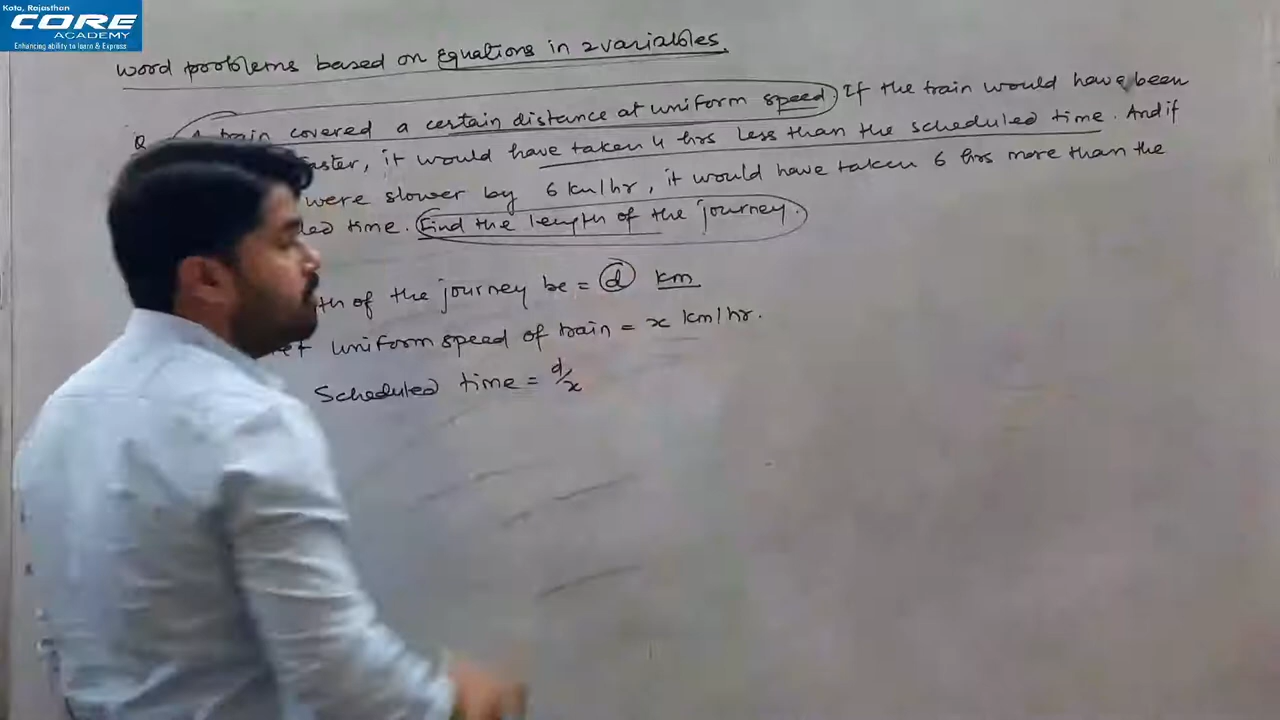 Kota, Rajasthan
CORE
ACADEMY
Enhancing ability to learn & Express
word problems based on Equations in 2 variables.
Q. A train covered a certain distance at uniform speed. If the train would have been
faster, it would have taken 4 hrs less than the scheduled time. And if
were slower by 6 km/hr, it would have taken 6 hrs more than the
time. Find the length of the journey.
of the journey be = d km
uniform speed of train = x km/hr.
Scheduled time = d/x